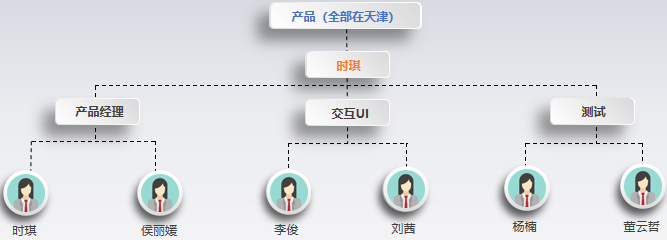 产品（全部在天津）
时琪
产品经理
交互UI
测试
时琪
侯丽媛
李俊
刘茜
杨楠
董云哲